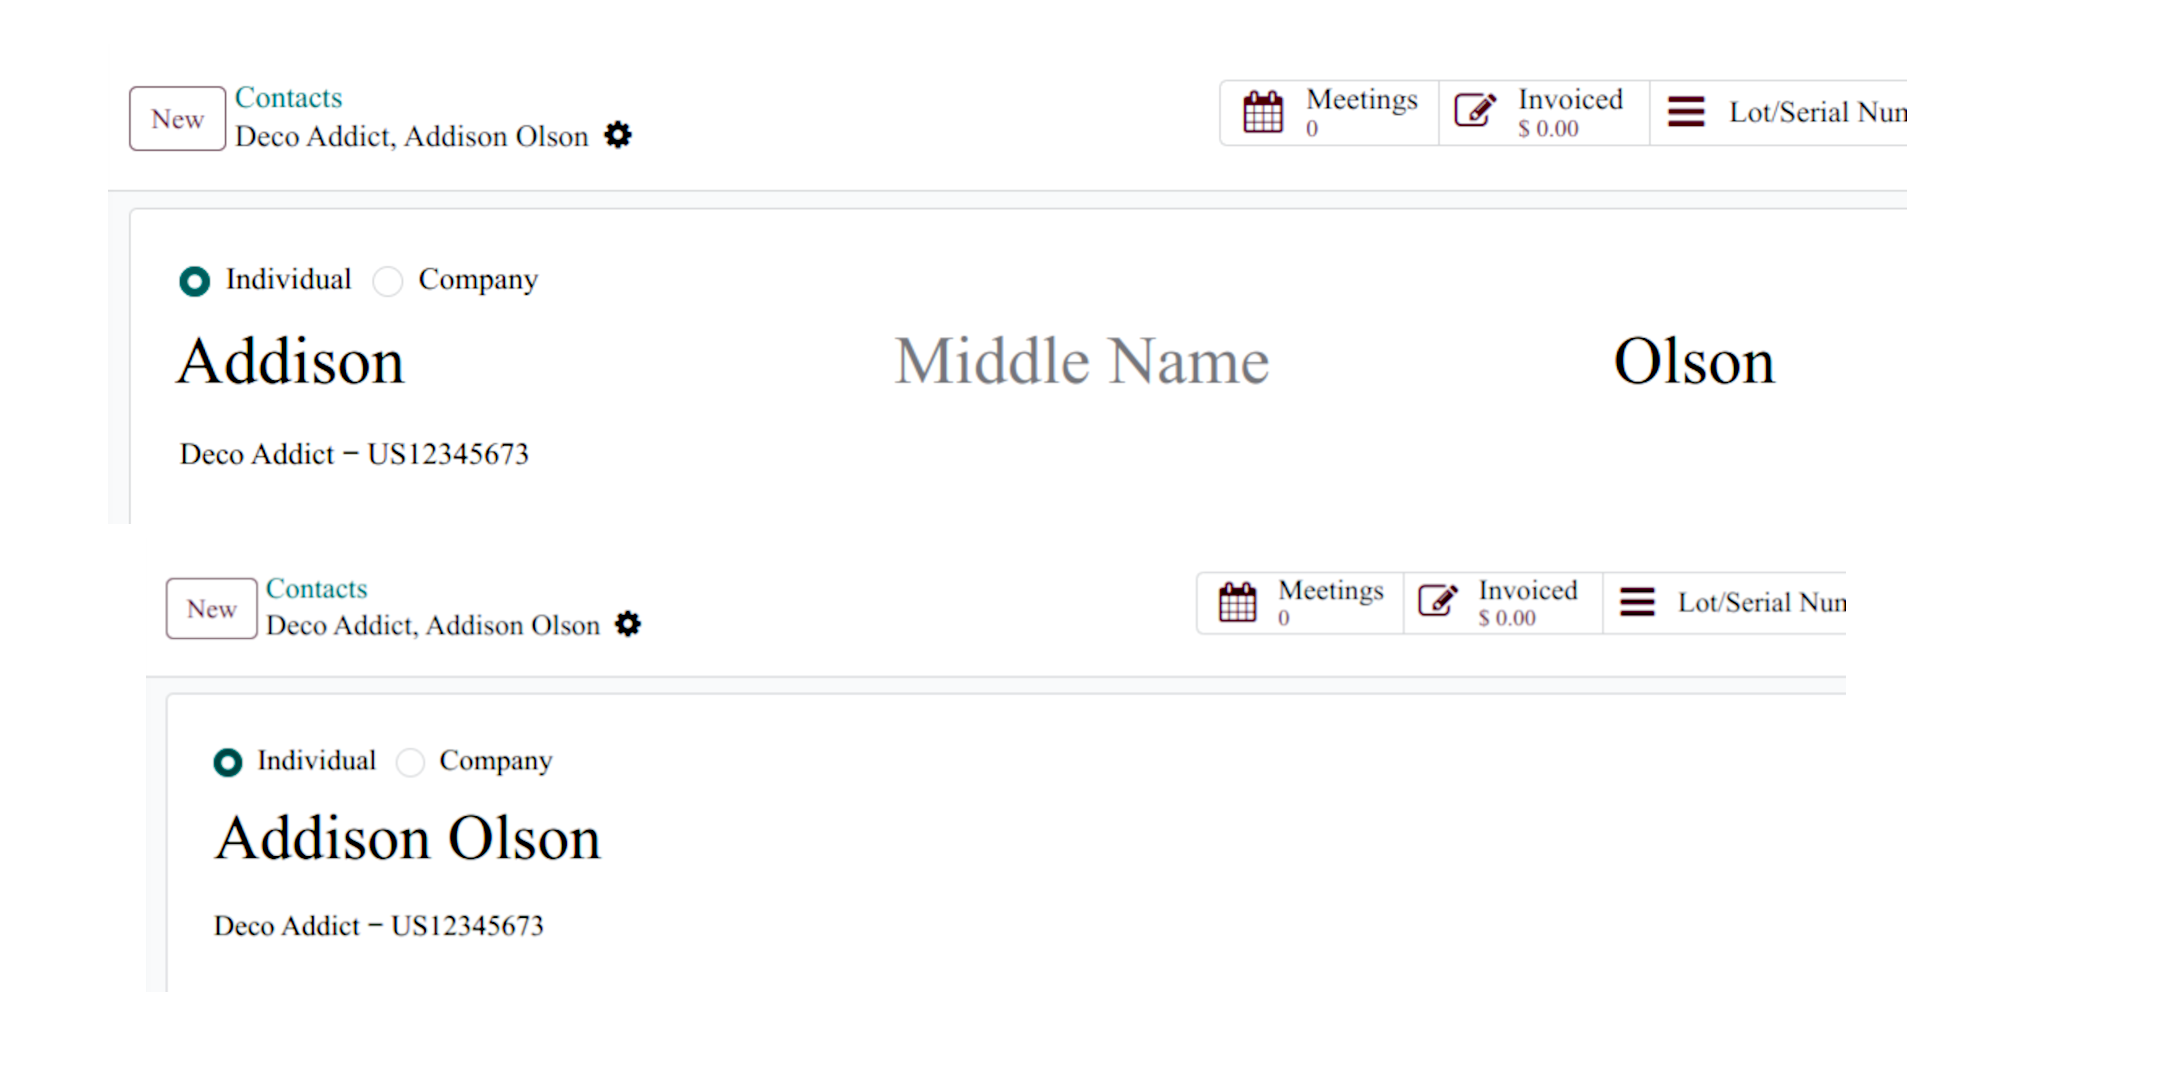 New
Contacts
Deco Addict, Addison Olson
Meetings
0
Invoiced
$ 0.00
Lot/Serial Num
Individual
Company
Addison
Middle Name
Olson
Deco Addict – US12345673
New
Contacts
Deco Addict, Addison Olson
Meetings
0
Invoiced
$ 0.00
Lot/Serial Num
Individual
Company
Addison Olson
Deco Addict – US12345673